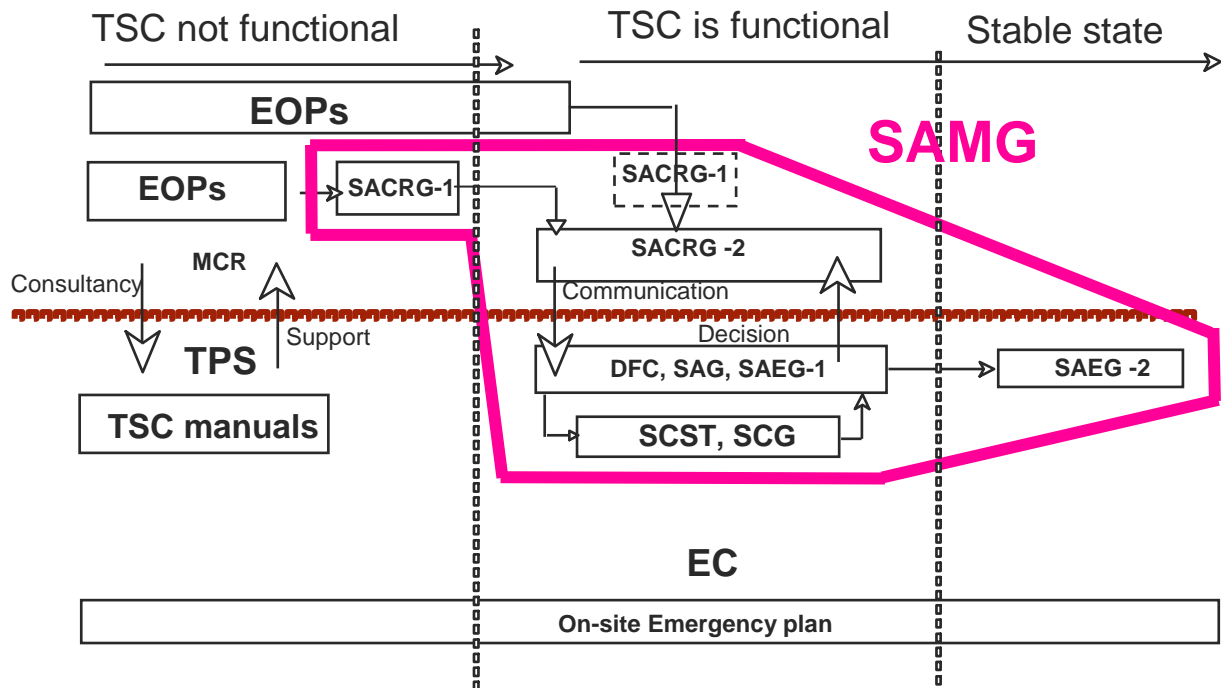 TSC not functional
TSC is functional
Stable state
EOPs
SAMG
EOPs
SACRG-1
SACRG-1
SACRG -2
MCR
Consultancy
Communication
Support
Decision
TPS
DFC, SAG, SAEG-1
SAEG -2
TSC manuals
SCST, SCG
EC
On-site Emergency plan